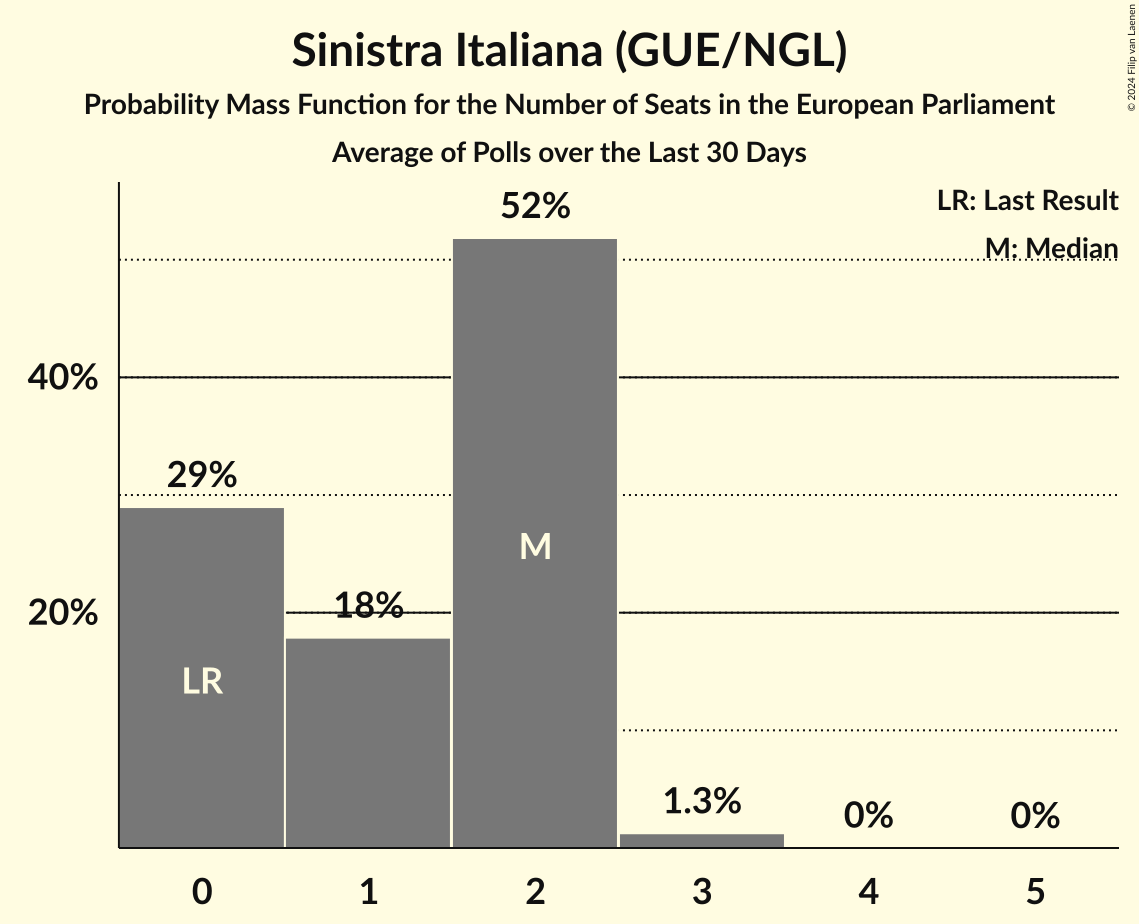 Sinistra Italiana (GUE/NGL)
Probability Mass Function for the Number of Seats in the European Parliament
Average of Polls over the Last 30 Days
© 2024 Filip van Laenen
LR: Last Result
M: Median
52%
40%
29%
M
20%
18%
LR
1.3%
0%
0%
0 1 2 3 4 5